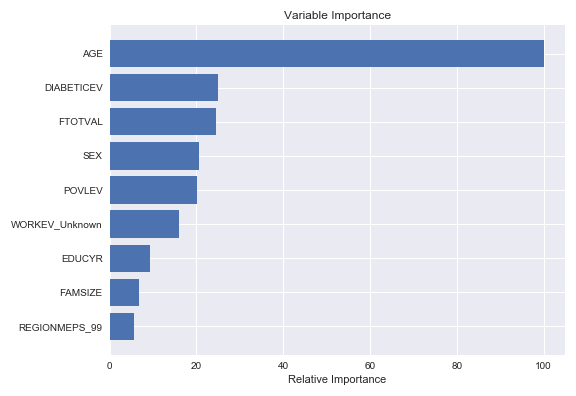 Variable Importance
AGE
DIABETICEV
FTOTVAL
SEX
POVLEV
WORKEV_Unknown
EDUCYR
FAMSIZE
REGIONMEPS_99
0 20 40 60 80 100
Relative Importance